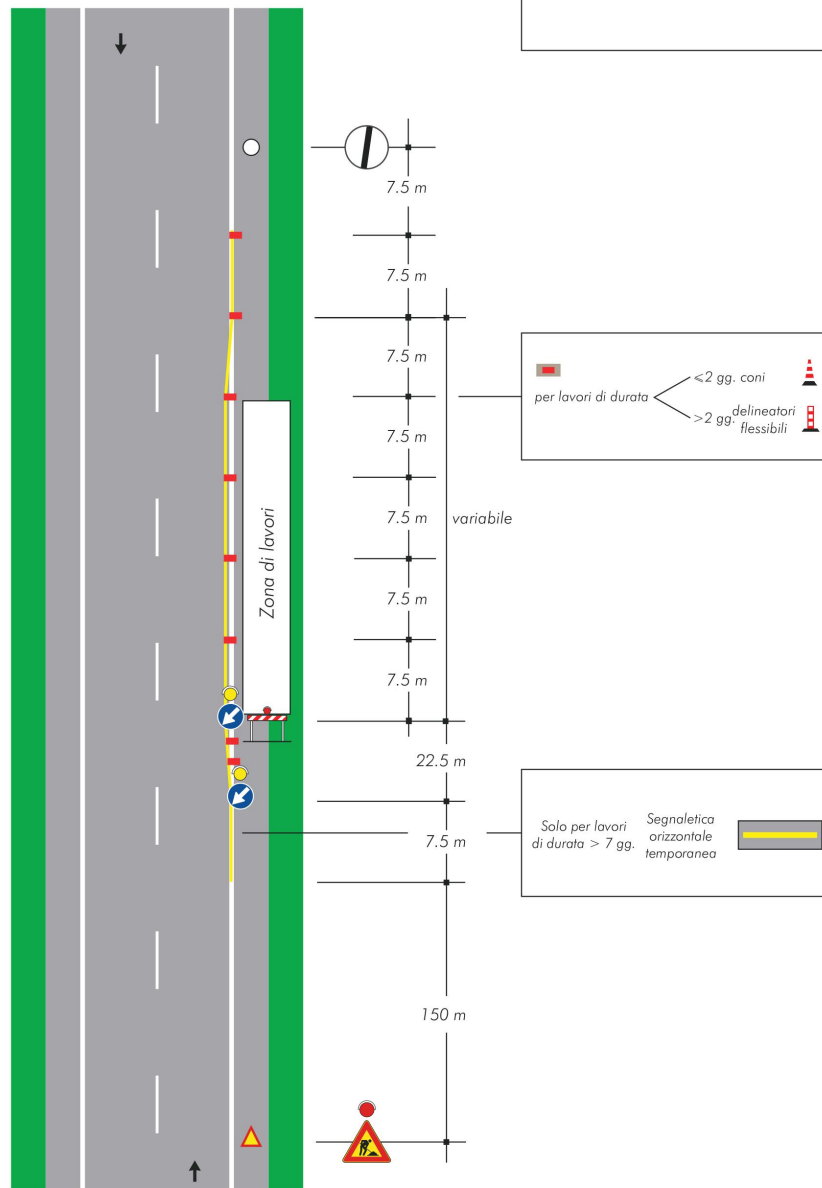 7.5 m
7.5 m
7.5 m
7.5 m
7.5 m
variabile
7.5 m
7.5 m
22.5 m
7.5 m
150 m
Zona di lavori
per lavori di durata
≤2 gg. coni
>2 gg. delineatori
flessibili
Solo per lavori
di durata > 7 gg.
Segnaletica
orizzontale
temporanea